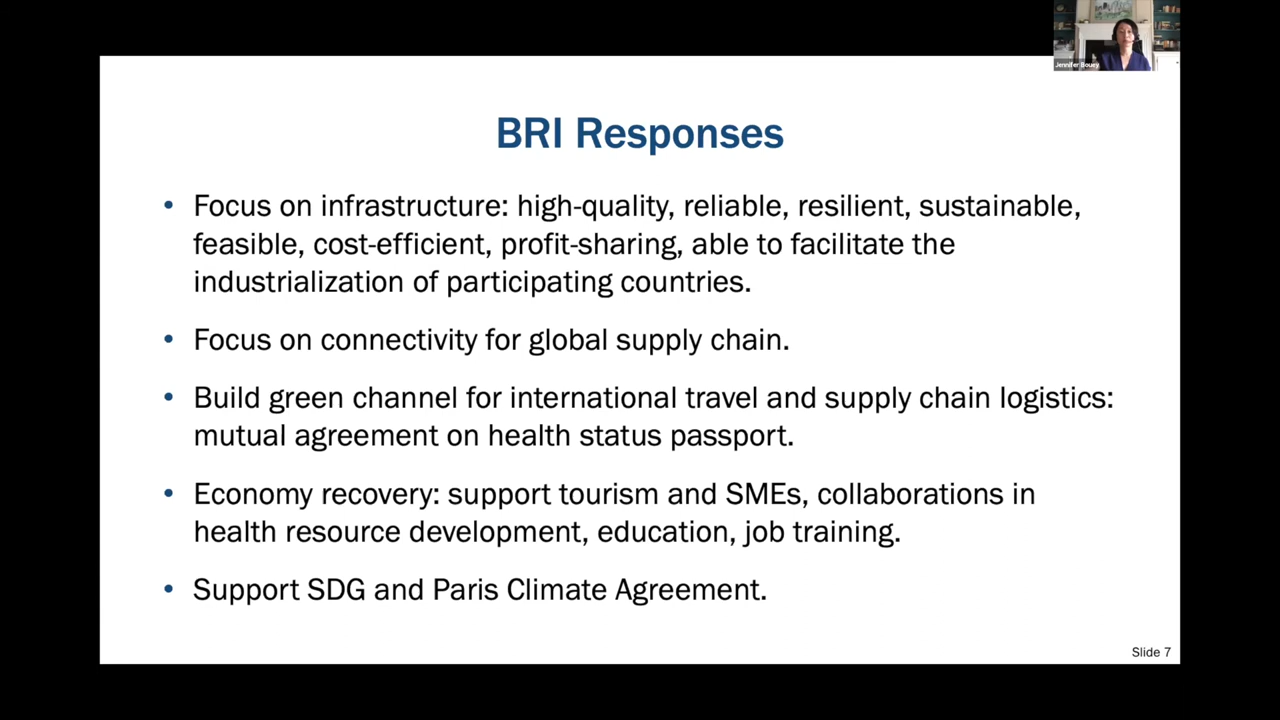 Jennifer Bouey
BRI Responses
• Focus on infrastructure: high-quality, reliable, resilient, sustainable,
feasible, cost-efficient, profit-sharing, able to facilitate the
industrialization of participating countries.
• Focus on connectivity for global supply chain.
• Build green channel for international travel and supply chain logistics:
mutual agreement on health status passport.
• Economy recovery: support tourism and SMEs, collaborations in
health resource development, education, job training.
• Support SDG and Paris Climate Agreement.
Slide 7